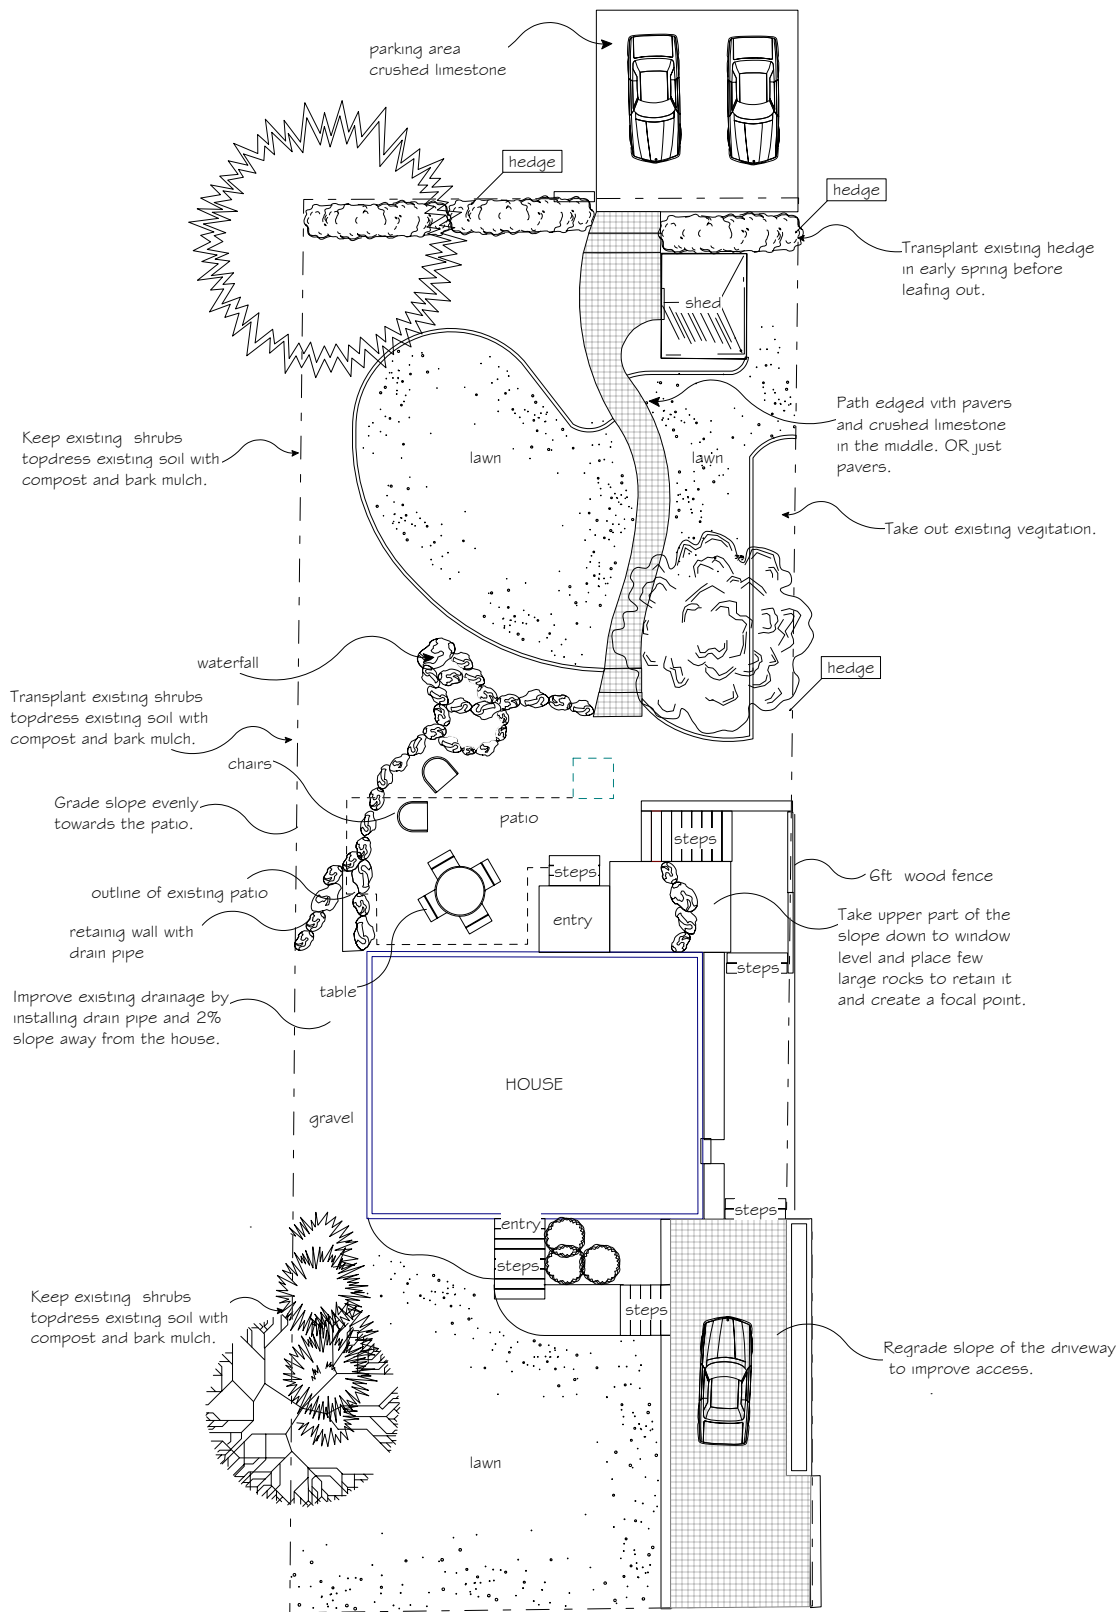 parking area
crushed limestone
hedge
hedge
Transplant existing hedge
in early spring before
leafing out.
shed
Path edged vith pavers
and crushed limestone
in the middle. OR just
pavers.
Keep existing shrubs
topdress existing soil with
compost and bark mulch.
lawn
lawn
Take out existing vegitation.
waterfall
hedge
Transplant existing shrubs
topdress existing soil with
compost and bark mulch.
chairs
Grade slope evenly
towards the patio.
patio
steps
steps
6ft wood fence
outline of existing patio
entry
Take upper part of the
slope down to window
level and place few
large rocks to retain it
and create a focal point.
retainig wall with
drain pipe
steps
table
Improve existing drainage by
installing drain pipe and 2%
slope away from the house.
HOUSE
gravel
steps
entry
steps
Keep existing shrubs
topdress existing soil with
compost and bark mulch.
steps
Regrade slope of the driveway
to improve access.
lawn